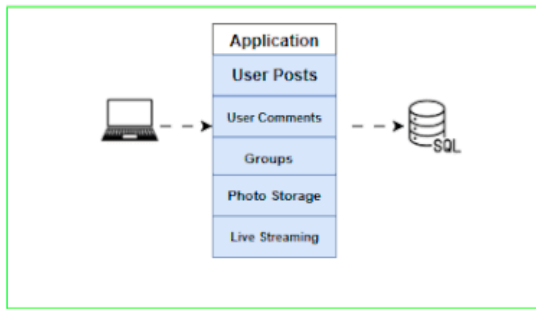 Application
User Posts
User Comments
Groups
Photo Storage
Live Streaming
SQL